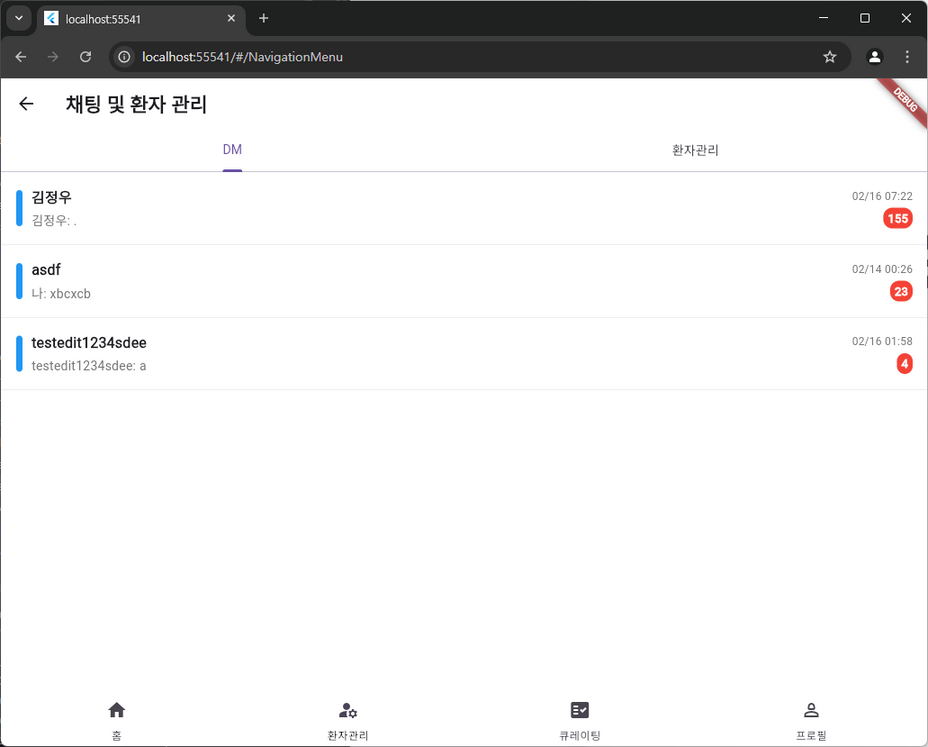 localhost:55541
localhost:55541/#/NavigationMenu
채팅 및 환자 관리
DEBUG
DM
환자관리
김정우
02/16 07:22
김정우: .
155
asdf
02/14 00:26
나: xbcxcb
23
testedit1234sdee
02/16 01:58
testedit1234sdee: a
4
홈
환자관리
큐레이팅
프로필